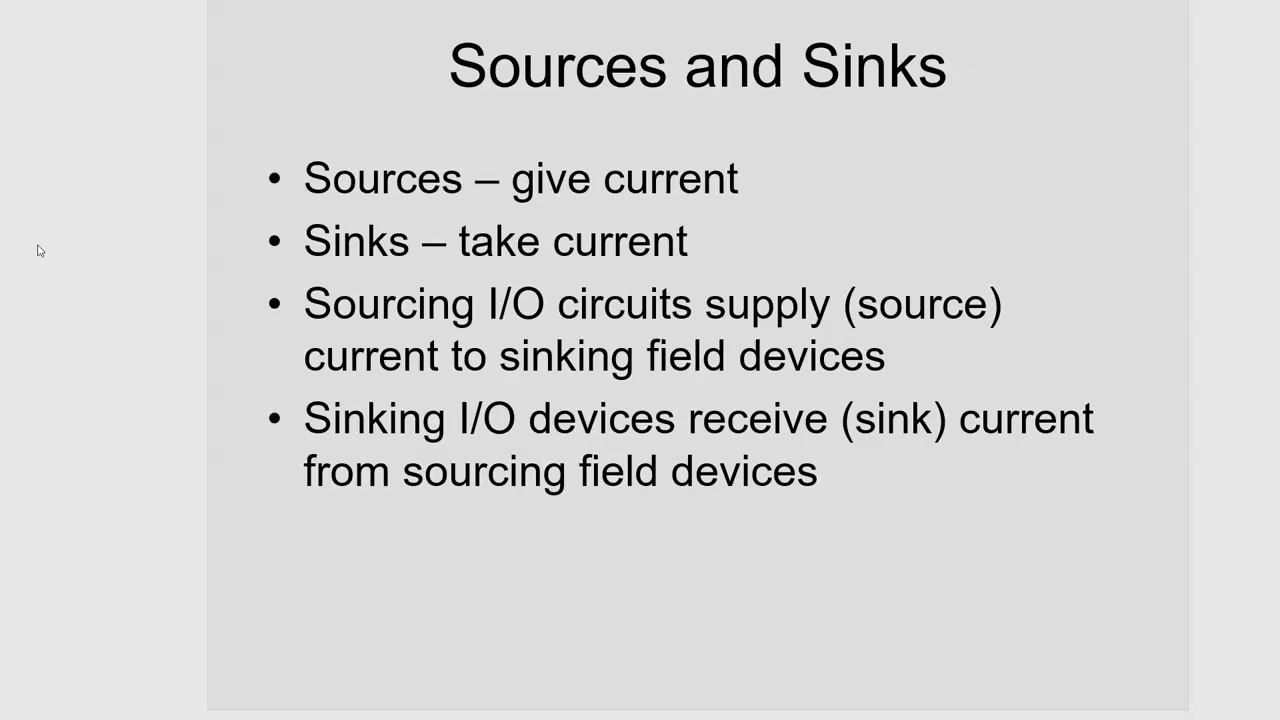 Sources and Sinks
• Sources – give current
• Sinks – take current
• Sourcing I/O circuits supply (source)
current to sinking field devices
• Sinking I/O devices receive (sink) current
from sourcing field devices